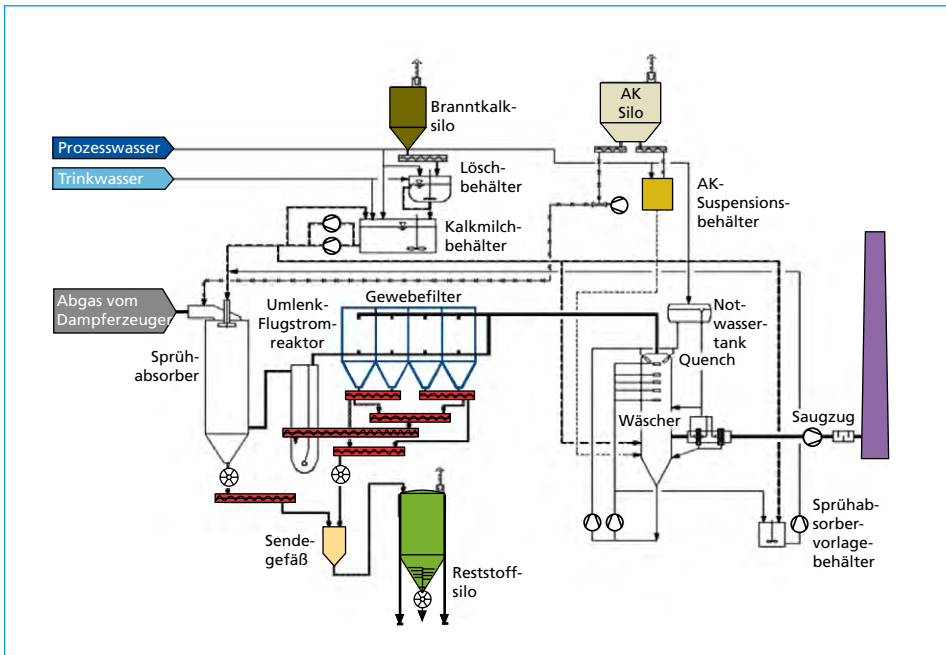 Branntkalk-
silo
AK
Silo
Prozesswasser
Trinkwasser
Lösch-
behälter
Kalkmilch-
behälter
AK-
Suspensions-
behälter
Abgas vom
Dampferzeuger
Umlenk-
Flugstrom-
reaktor
Gewebefilter
Sprüh-
absorber
Not-
wasser-
tank
Quench
Wäscher
Saugzug
Sende-
gefäß
Reststoff-
silo
Sprühab-
sorber-
vorlage-
behälter